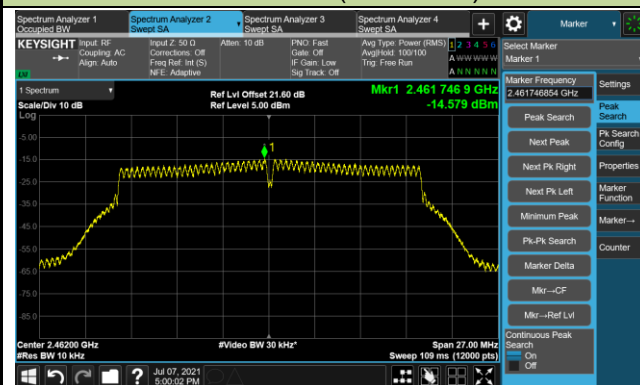 Spectrum Analyzer 1
Occupied BW
Spectrum Analyzer 2
Swept SA
Spectrum Analyzer 3
Swept SA
Spectrum Analyzer 4
Swept SA
+
Marker
KEYSIGHT
Input: RF
Coupling: AC
Align: Auto
Input Z: 50 Ω
Corrections: Off
Freq Ref: Int (S)
NFE: Adaptive
Atten: 10 dB
PNO: Fast
Gate: Off
IF Gain: Low
Sig Track: Off
Avg Type: Power (RMS)
Avg|Hold: 100/100
Trig: Free Run
1 2 3 4 5 6
A W W W W W
A N N N N N
Select Marker
Marker 1
1 Spectrum
Scale/Div 10 dB
Log
Ref Lvl Offset 21.60 dB
Ref Level 5.00 dBm
Mkr1 2.461 746 9 GHz
-14.579 dBm
1
-5.00
-15.0
-25.0
-35.0
-45.0
-55.0
-65.0
-75.0
-85.0
Center 2.46200 GHz
#Res BW 10 kHz
#Video BW 30 kHz*
Span 27.00 MHz
Sweep 109 ms (12000 pts)
Marker Frequency
2.461746854 GHz
Peak Search
Next Peak
Next Pk Right
Next Pk Left
Minimum Peak
Pk-Pk Search
Marker Delta
Mkr→CF
Mkr→Ref Lvl
Continuous Peak
Search
On
Off
Settings
Peak
Search
Pk Search
Config
Properties
Marker
Function
Marker→
Counter
?
Jul 07, 2021
5:00:02 PM